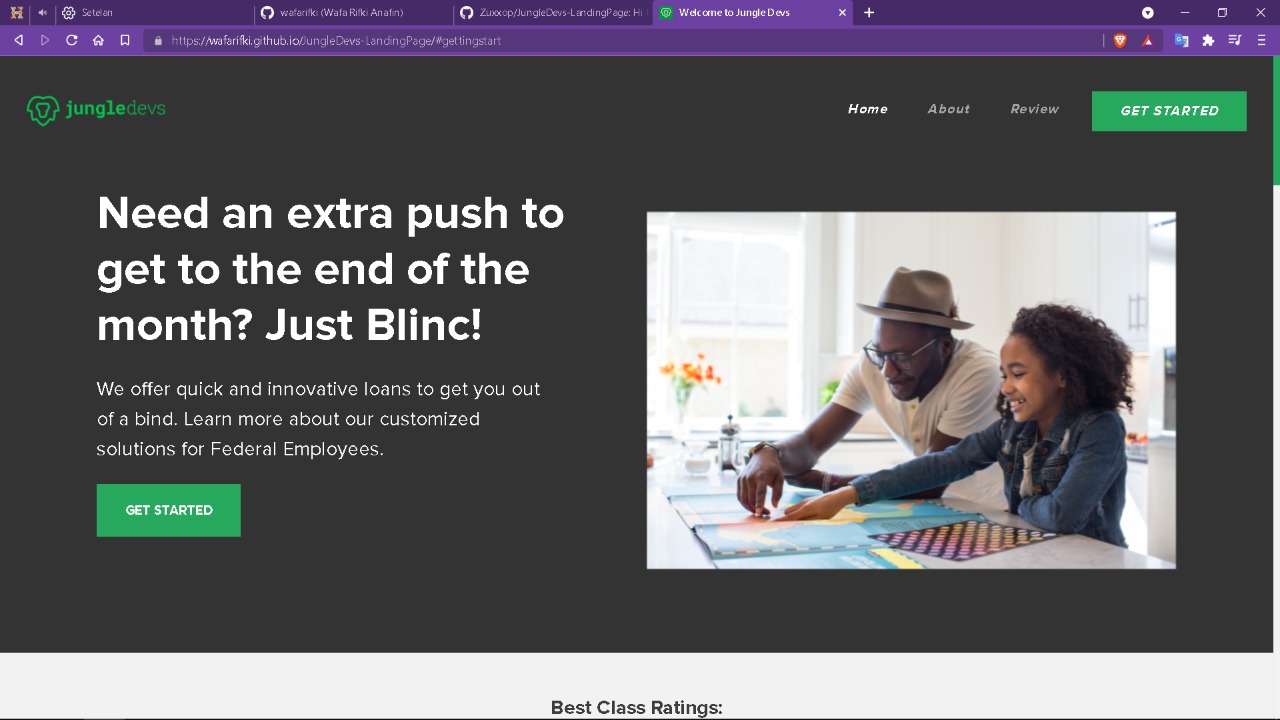 Setelan
wafarifki (Wafa Rifki Anafin)
Zuxxop/JungleDevs-LandingPage: Hi
Welcome to Jungle Devs
https://wafarifki.github.io/JungleDevs-LandingPage/#gettingstart
jungledevs
Home
About
Review
GET STARTED
Need an extra push to
get to the end of the
month? Just Blinc!
We offer quick and innovative loans to get you out
of a bind. Learn more about our customized
solutions for Federal Employees.
GET STARTED
Best Class Ratings: